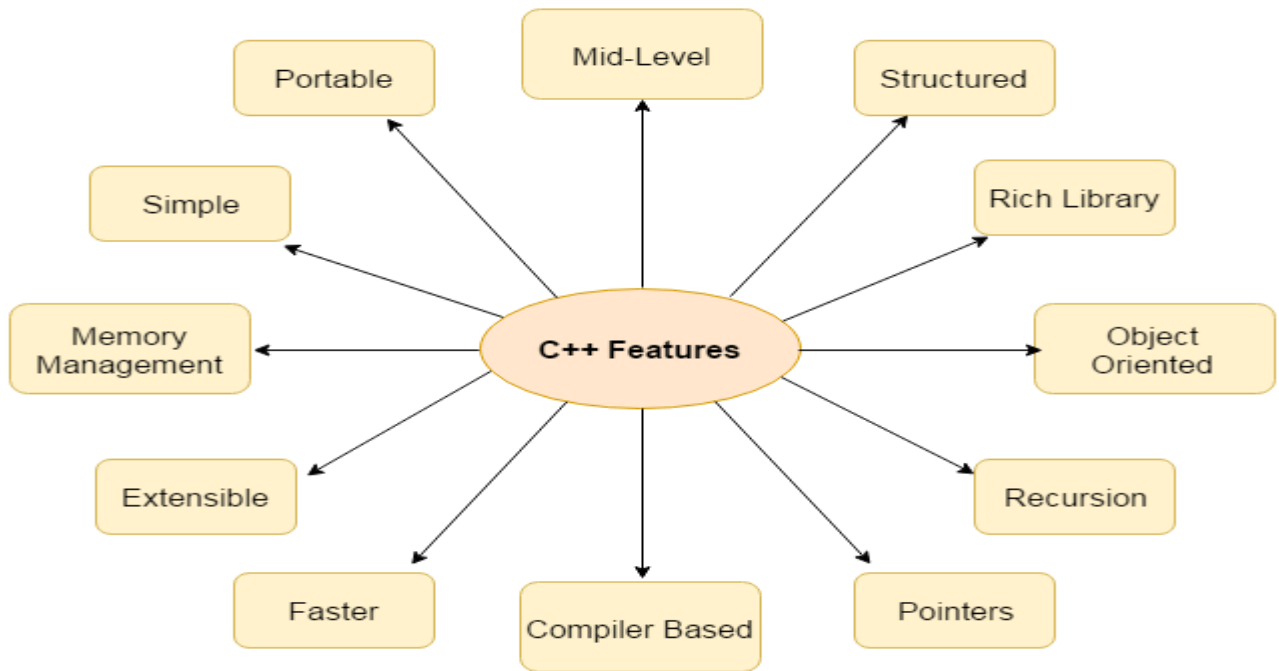 Mid-Level
Portable
Structured
Simple
Rich Library
Memory
Management
C++ Features
Object
Oriented
Extensible
Recursion
Faster
Compiler Based
Pointers